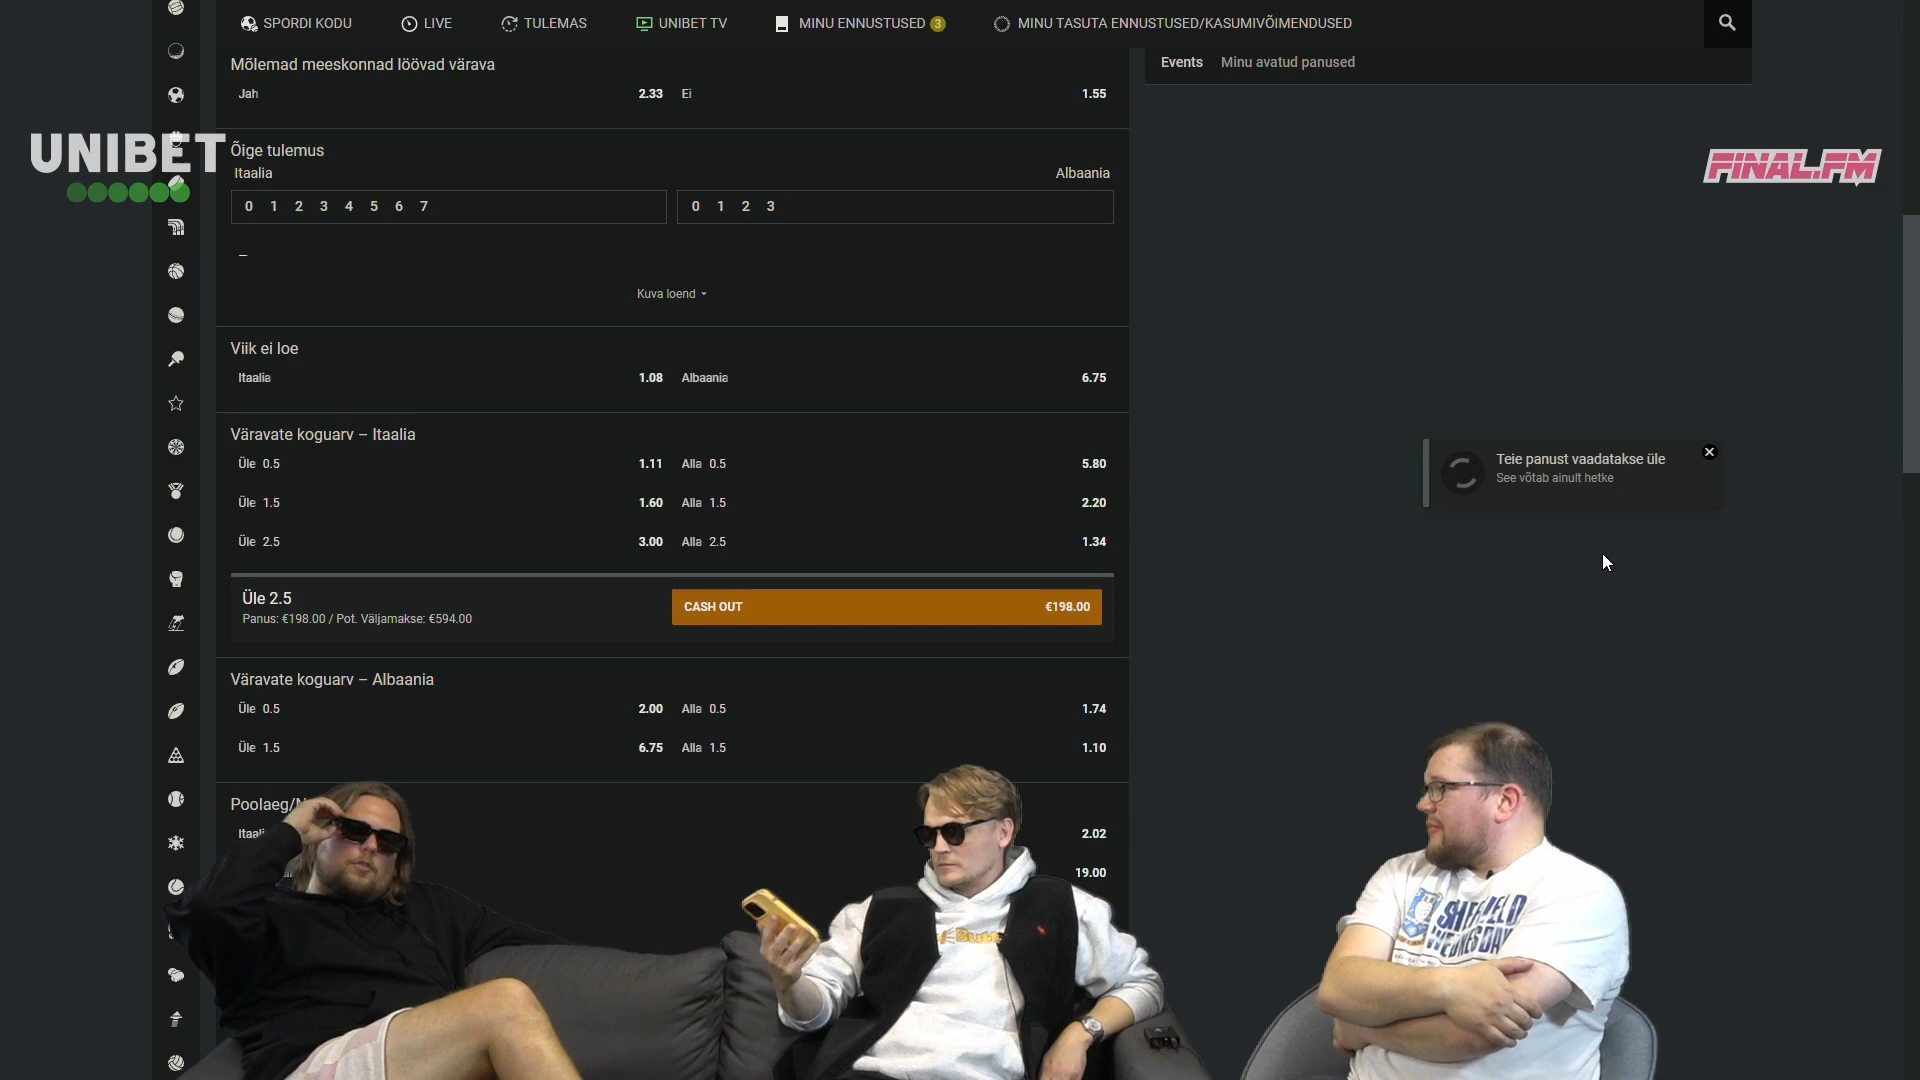 SPORDI KODU
LIVE
TULEMAS
UNIBET TV
MINU ENNUSTUSED 3
MINU TASUTA ENNUSTUSED/KASUMIVÕIMENDUSED
Events Minu avatud panused
Mõlemad meeskonnad löövad värava
Jah 2.33 Ei 1.55
UNIBET
FINAL.FM
Õige tulemus
Itaalia Albaania
0 1 2 3 4 5 6 7 0 1 2 3
–
Kuva loend
Viik ei loe
Itaalia 1.08 Albaania 6.75
Väravate koguarv – Itaalia
Üle 0.5 1.11 Alla 0.5 5.80
Üle 1.5 1.60 Alla 1.5 2.20
Üle 2.5 3.00 Alla 2.5 1.34
Teie panust vaadatakse üle
See võtab ainult hetke
Üle 2.5
Panus: €198.00 / Pot. Väljamakse: €594.00
CASH OUT €198.00
Väravate koguarv – Albaania
Üle 0.5 2.00 Alla 0.5 1.74
Üle 1.5 6.75 Alla 1.5 1.10
Poolaeg/
2.02
19.00
SHEFFIELD
WEDNESDAY